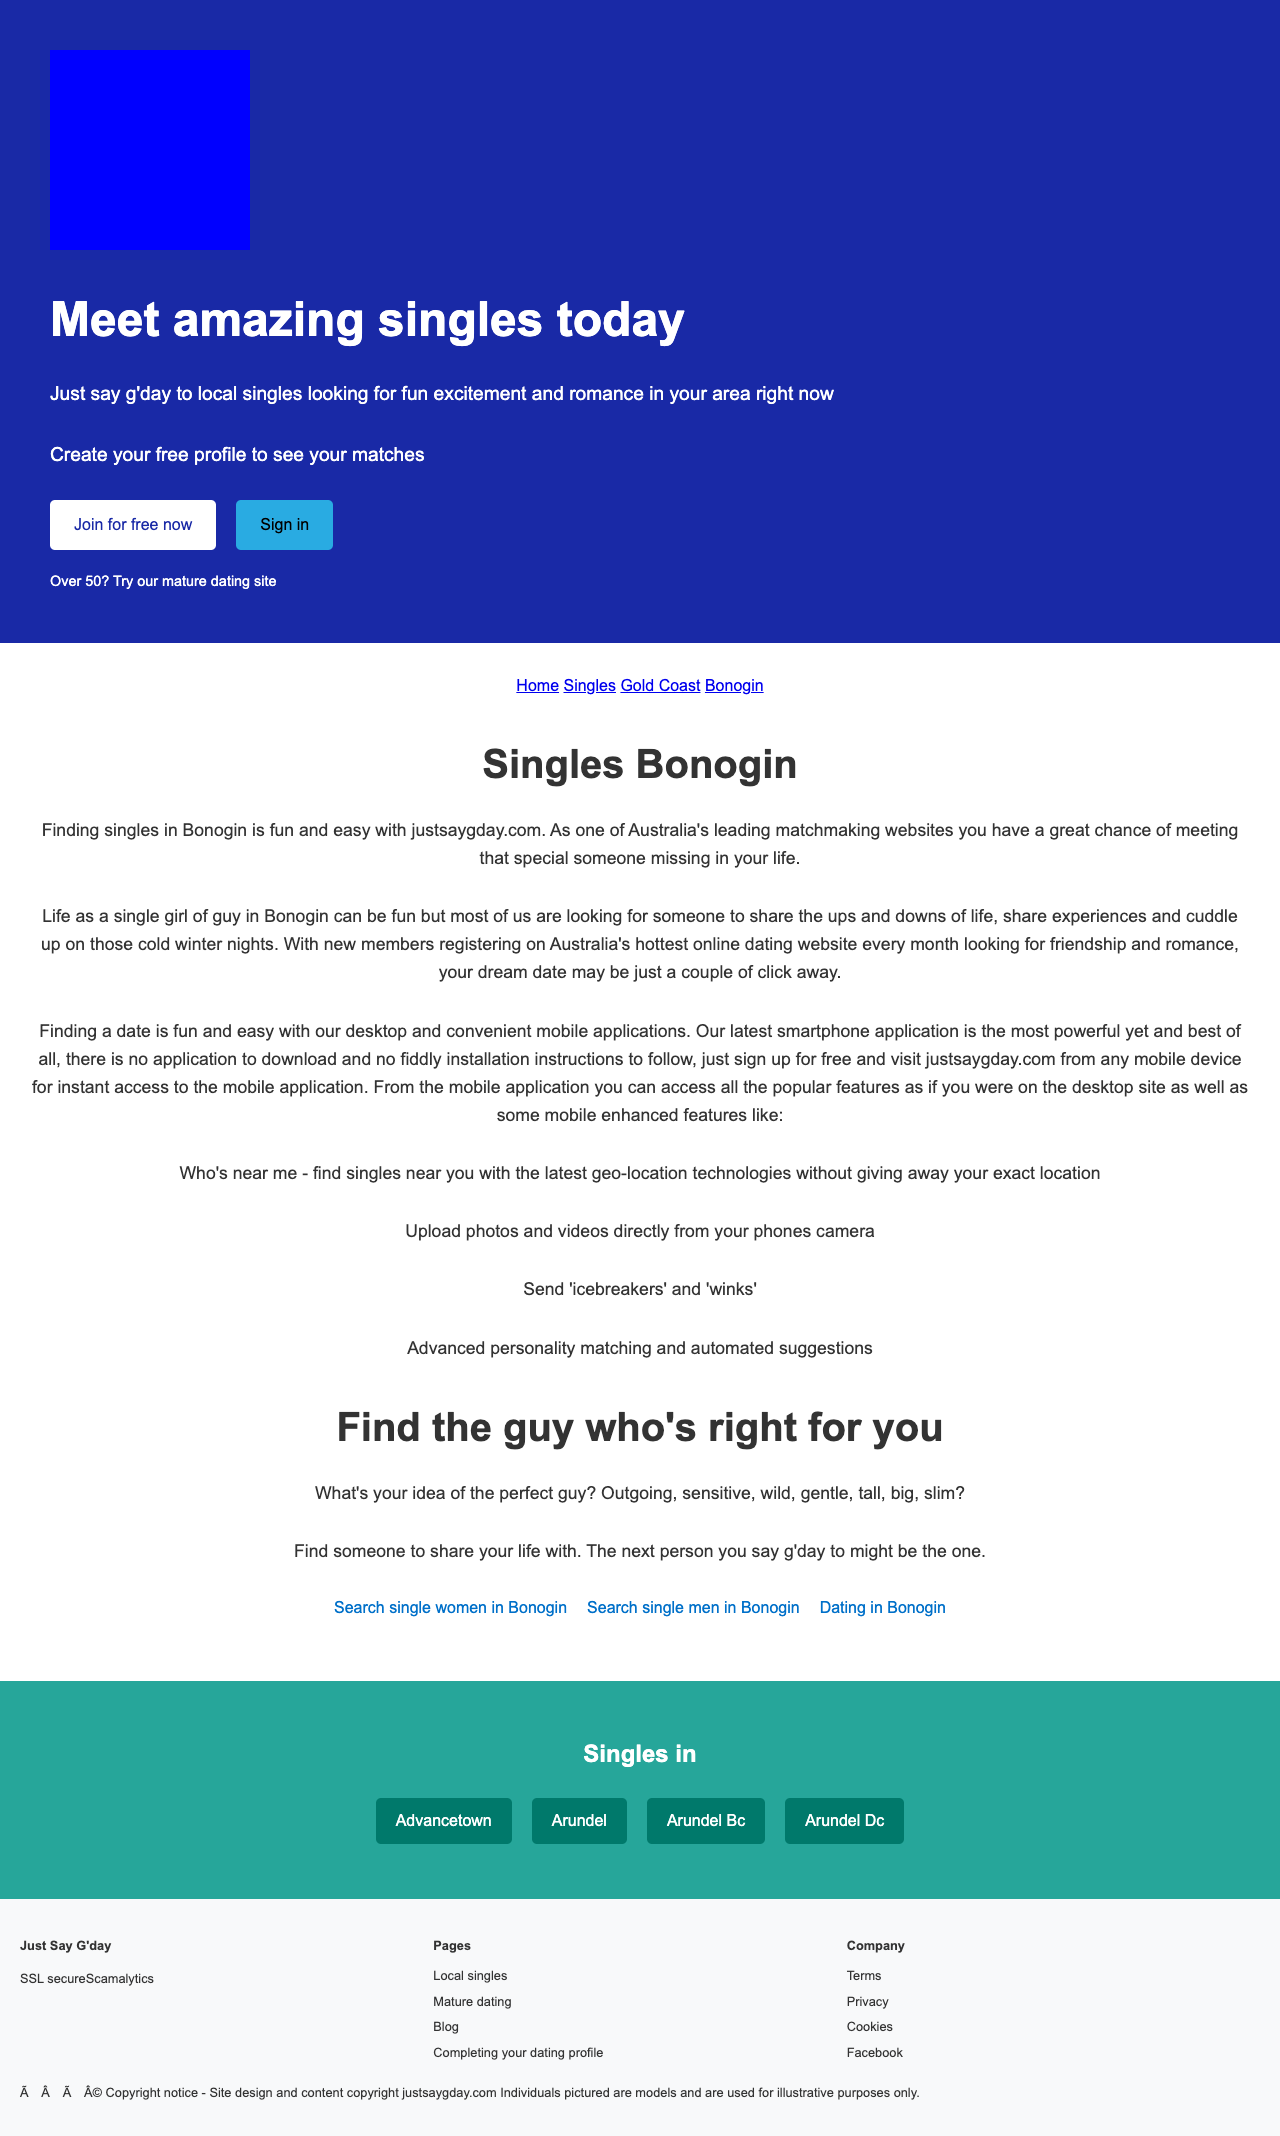 Meet amazing singles today
Just say g'day to local singles looking for fun excitement and romance in your area right now
Create your free profile to see your matches
Join for free now
Sign in
Over 50? Try our mature dating site
Home Singles Gold Coast Bonogin
Singles Bonogin
Finding singles in Bonogin is fun and easy with justsaygday.com. As one of Australia's leading matchmaking websites you have a great chance of meeting
that special someone missing in your life.
Life as a single girl of guy in Bonogin can be fun but most of us are looking for someone to share the ups and downs of life, share experiences and cuddle
up on those cold winter nights. With new members registering on Australia's hottest online dating website every month looking for friendship and romance,
your dream date may be just a couple of click away.
Finding a date is fun and easy with our desktop and convenient mobile applications. Our latest smartphone application is the most powerful yet and best of
all, there is no application to download and no fiddly installation instructions to follow, just sign up for free and visit justsaygday.com from any mobile device
for instant access to the mobile application. From the mobile application you can access all the popular features as if you were on the desktop site as well as
some mobile enhanced features like:
Who's near me - find singles near you with the latest geo-location technologies without giving away your exact location
Upload photos and videos directly from your phones camera
Send 'icebreakers' and 'winks'
Advanced personality matching and automated suggestions
Find the guy who's right for you
What's your idea of the perfect guy? Outgoing, sensitive, wild, gentle, tall, big, slim?
Find someone to share your life with. The next person you say g'day to might be the one.
Search single women in Bonogin Search single men in Bonogin Dating in Bonogin
Singles in
Advancetown Arundel Arundel Bc Arundel Dc
Just Say G'day
SSL secureScamalytics
Pages
Local singles
Mature dating
Blog
Completing your dating profile
Company
Terms
Privacy
Cookies
Facebook
Ã Â Ã Â© Copyright notice - Site design and content copyright justsaygday.com Individuals pictured are models and are used for illustrative purposes only.